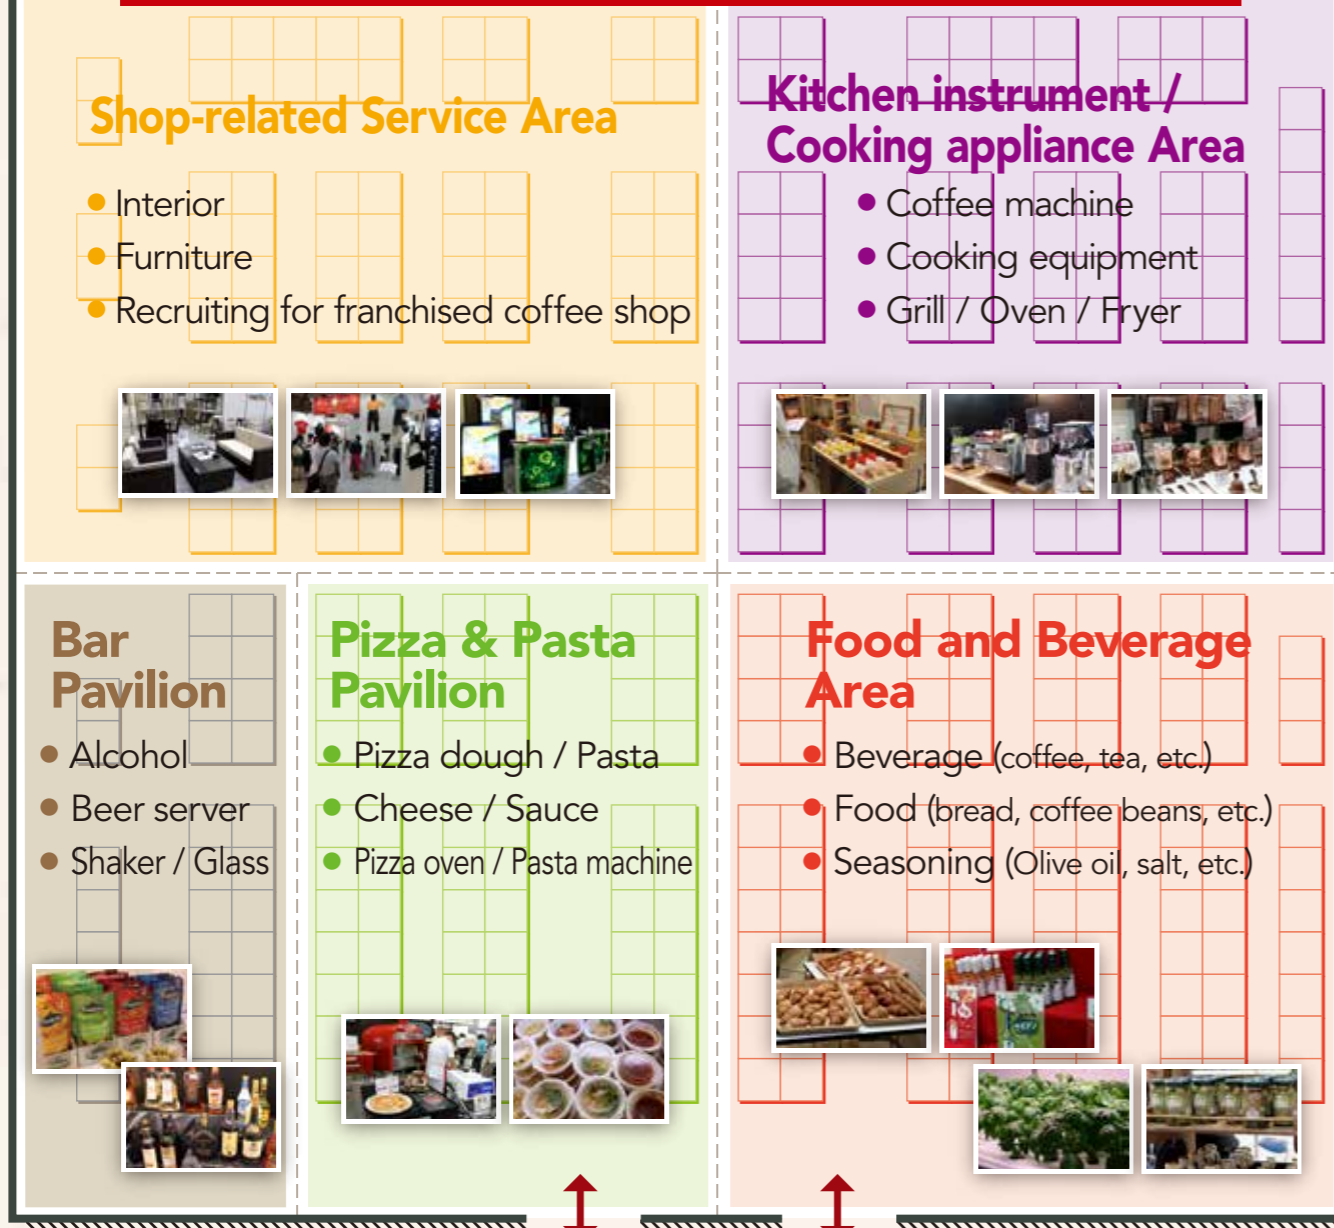 Shop-related Service Area
• Interior
• Furniture
• Recruiting for franchised coffee shop
Kitchen instrument /
Cooking appliance Area
• Coffee machine
• Cooking equipment
• Grill / Oven / Fryer
Bar
Pavilion
• Alcohol
• Beer server
• Shaker / Glass
Pizza & Pasta
Pavilion
• Pizza dough / Pasta
• Cheese / Sauce
• Pizza oven / Pasta machine
Food and Beverage
Area
• Beverage (coffee, tea, etc.)
• Food (bread, coffee beans, etc.)
• Seasoning (Olive oil, salt, etc.)